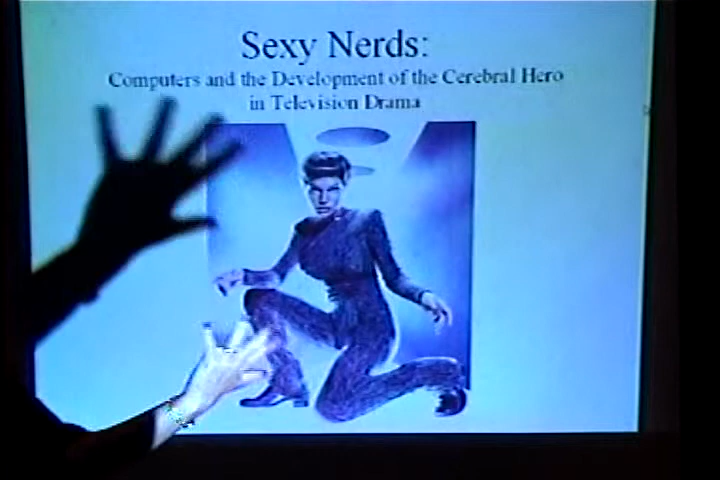 Sexy Nerds:
Computers and the Development of the Cerebral Hero
in Television Drama